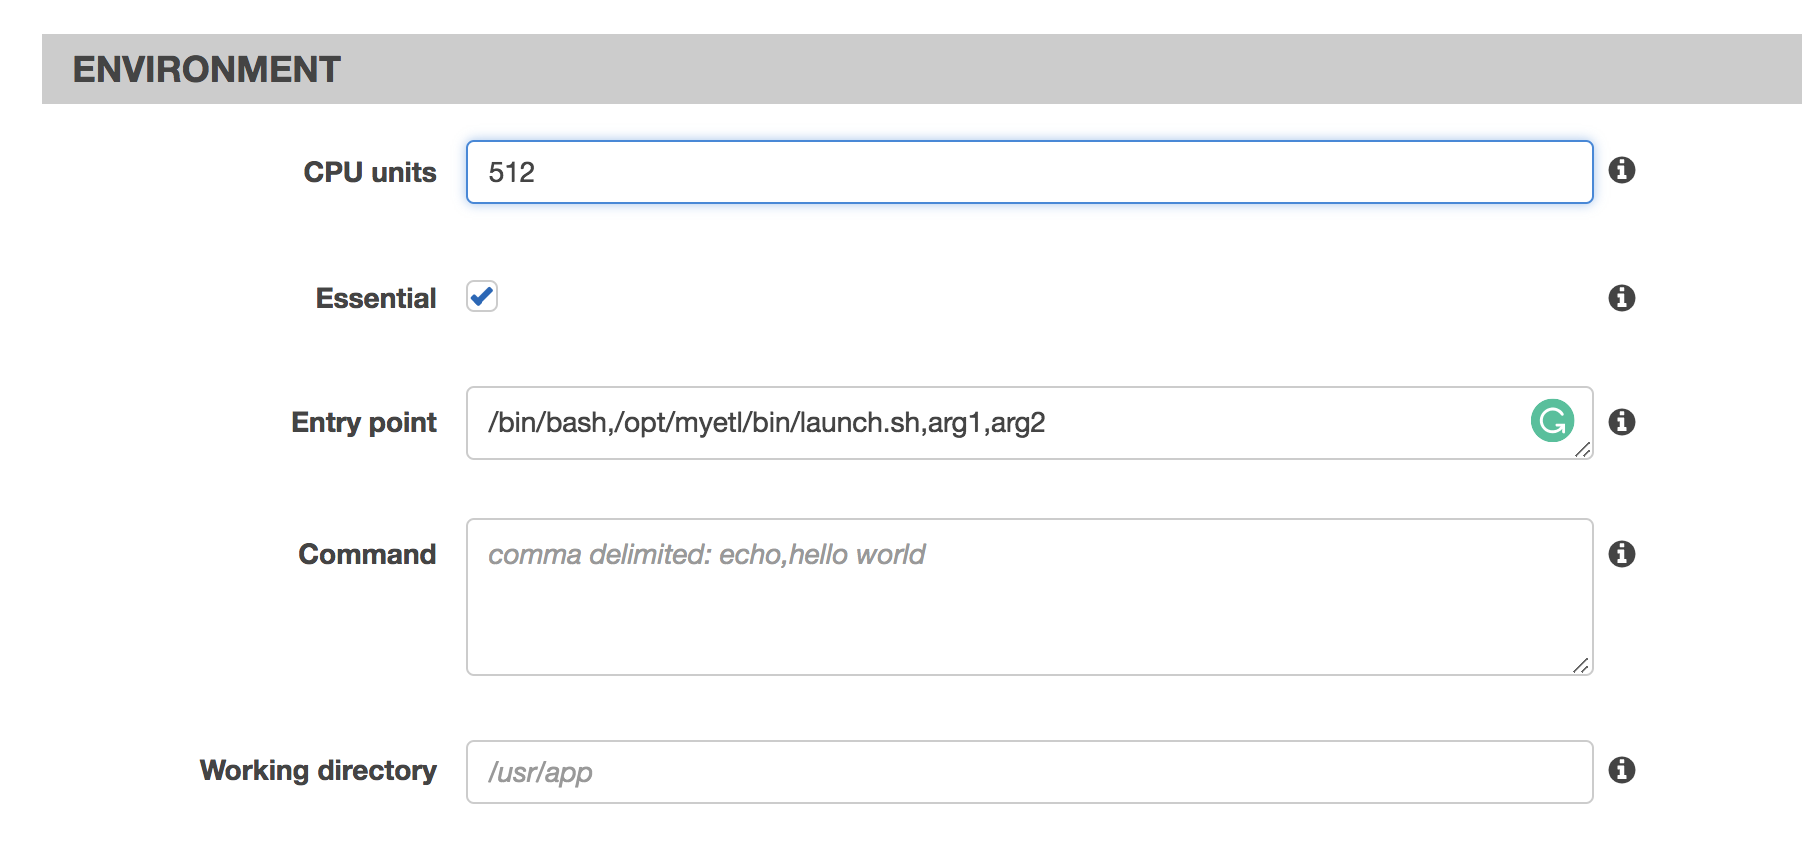 ENVIRONMENT
CPU units 512
Essential
Entry point /bin/bash,/opt/myetl/bin/launch.sh,arg1,arg2
Command comma delimited: echo,hello world
Working directory /usr/app